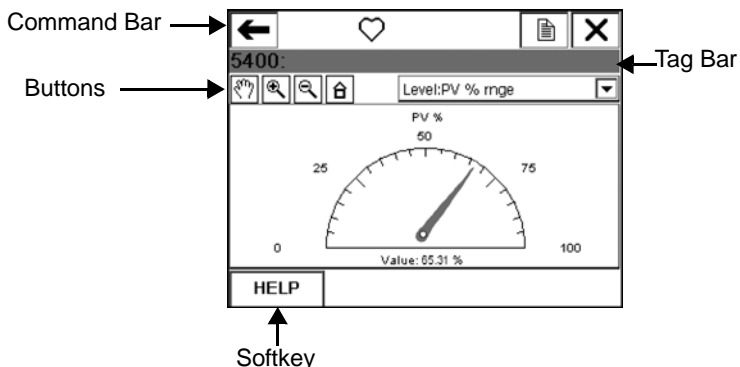 Command Bar
5400:
Tag Bar
Buttons
Level:PV % rnge
PV %
50
25
75
0
100
Value: 65.31 %
HELP
Softkey